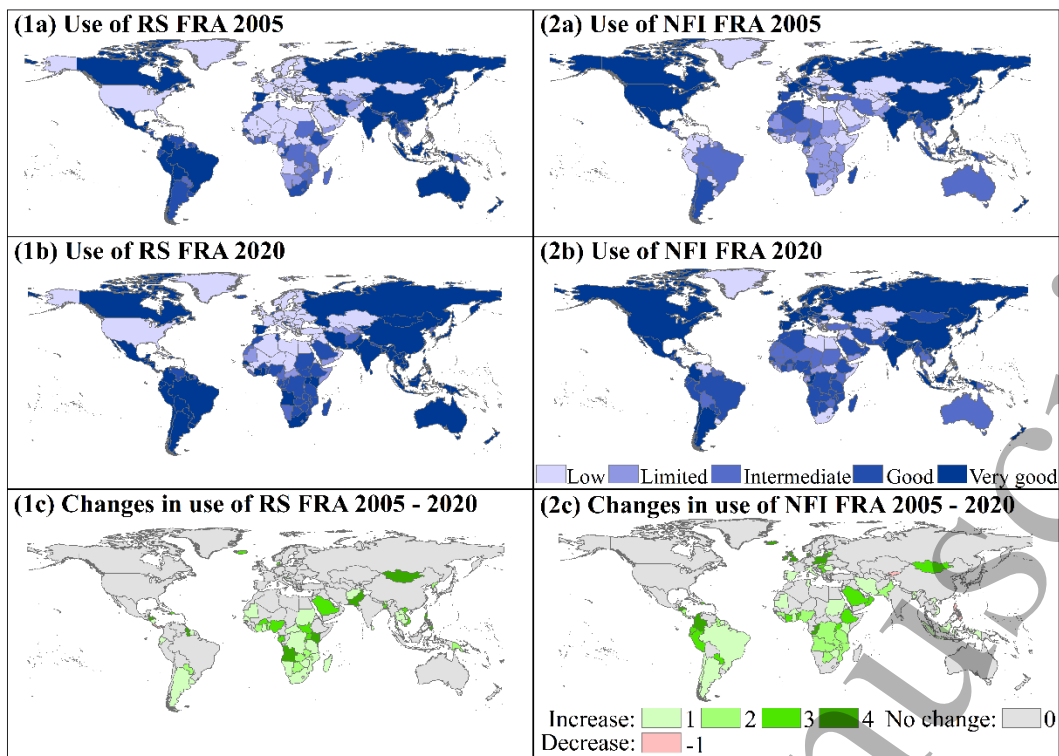 (1a) Use of RS FRA 2005
(2a) Use of NFI FRA 2005
(1b) Use of RS FRA 2020
(2b) Use of NFI FRA 2020
Low Limited Intermediate Good Very good
(1c) Changes in use of RS FRA 2005 - 2020
(2c) Changes in use of NFI FRA 2005 - 2020
Increase: 1 2 3 4 No change: 0
Decrease: -1